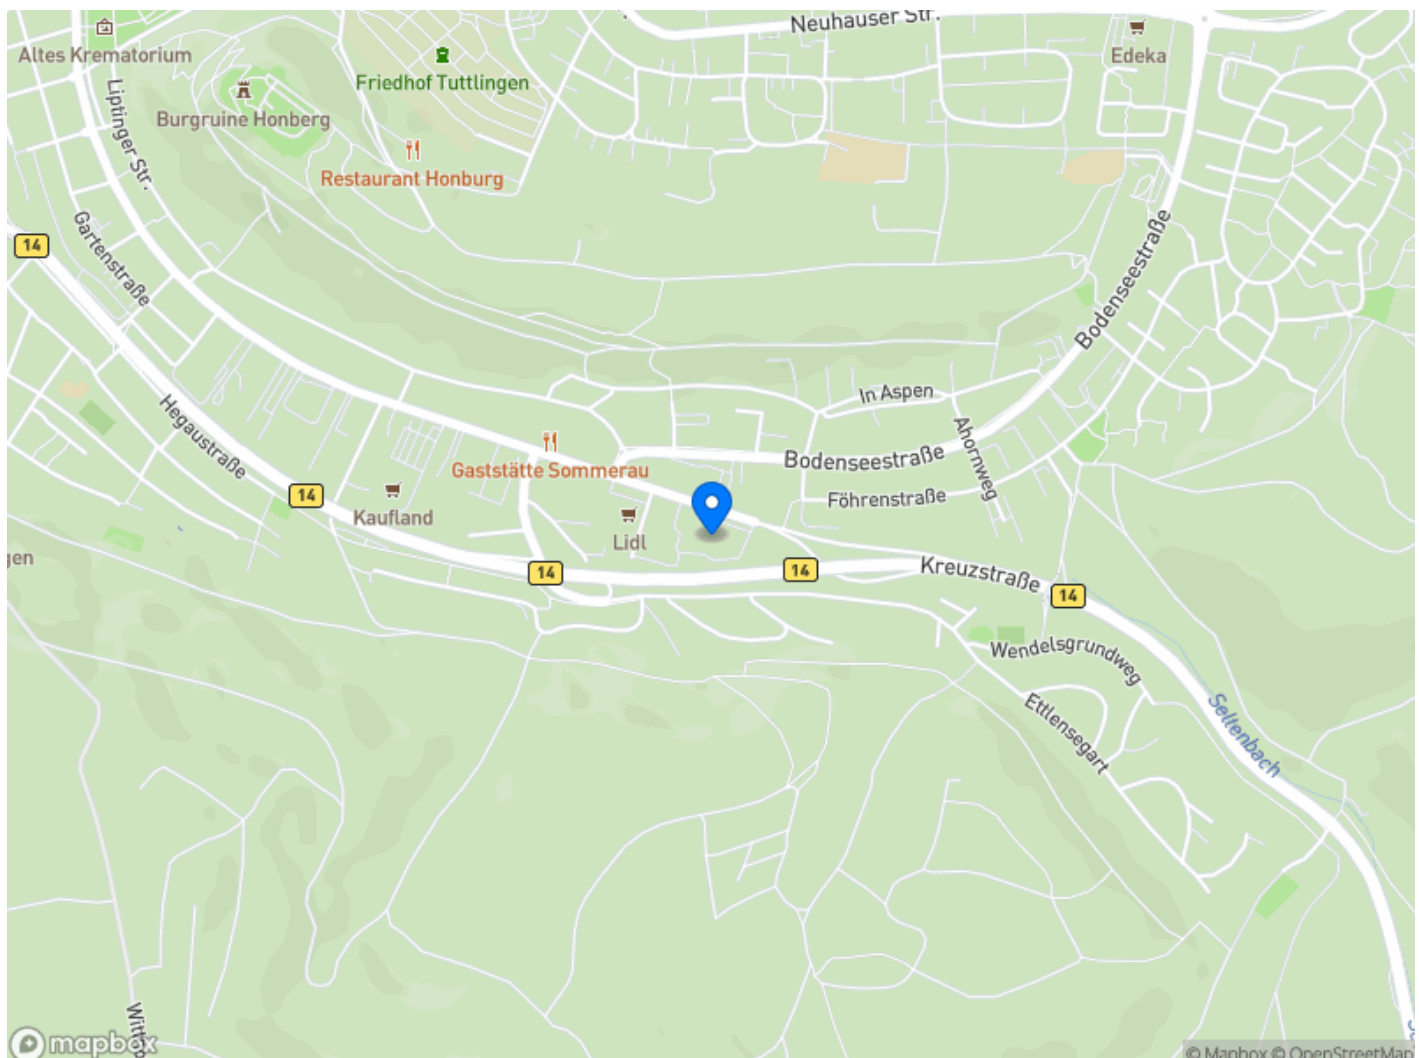 Neuhauser Str.
Altes Krematorium
Edeka
Friedhof Tuttlingen
Liptinger Str.
Burgruine Honberg
Restaurant Honburg
14
Gartenstraße
Bodenseestraße
Hegaustraße
In Aspen
Ahornweg
Gaststätte Sommerau
Bodenseestraße
14
Kaufland
Föhrenstraße
Lidl
14
14
Kreuzstraße
14
Wendelsgrundweg
Ettlensegart
Seltenbach
mapbox
© Mapbox © OpenStreetMap